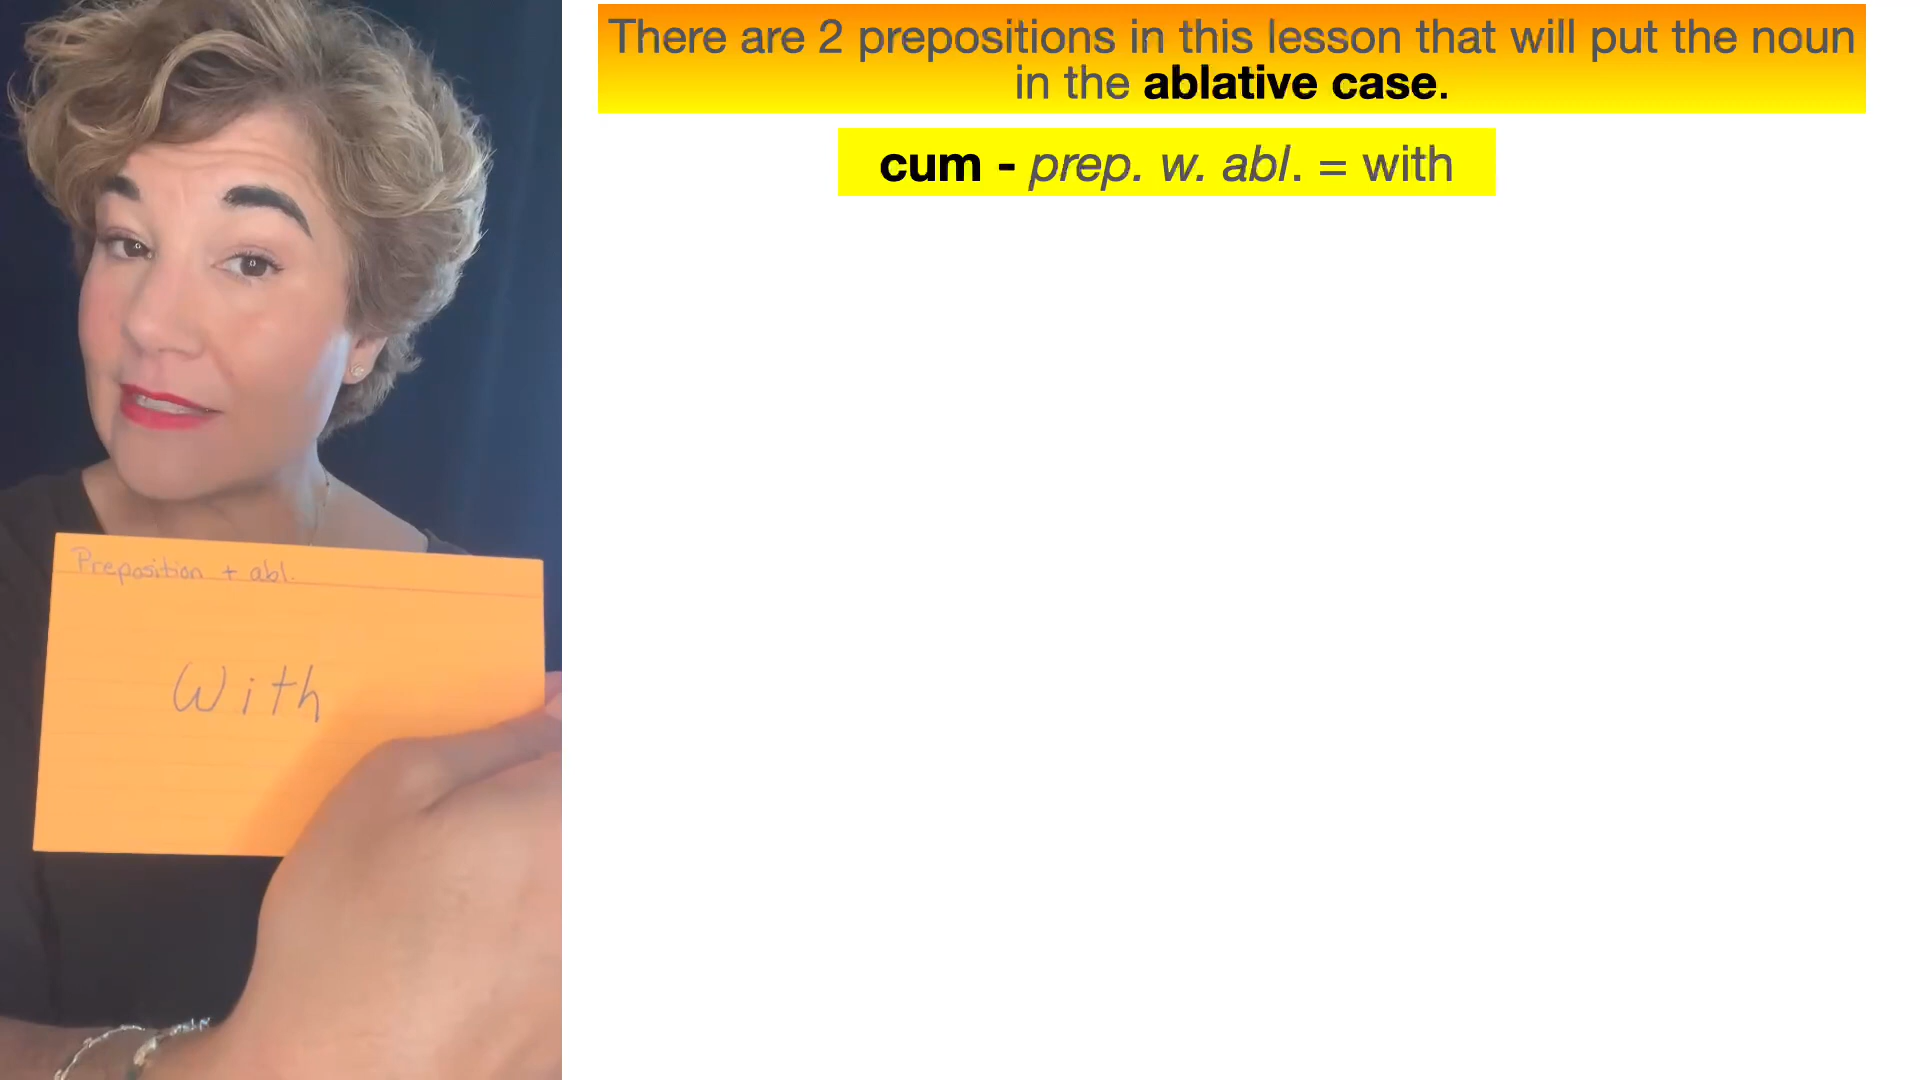 There are 2 prepositions in this lesson that will put the noun
in the ablative case.
cum - prep. w. abl. = with
Preposition + abl.
With